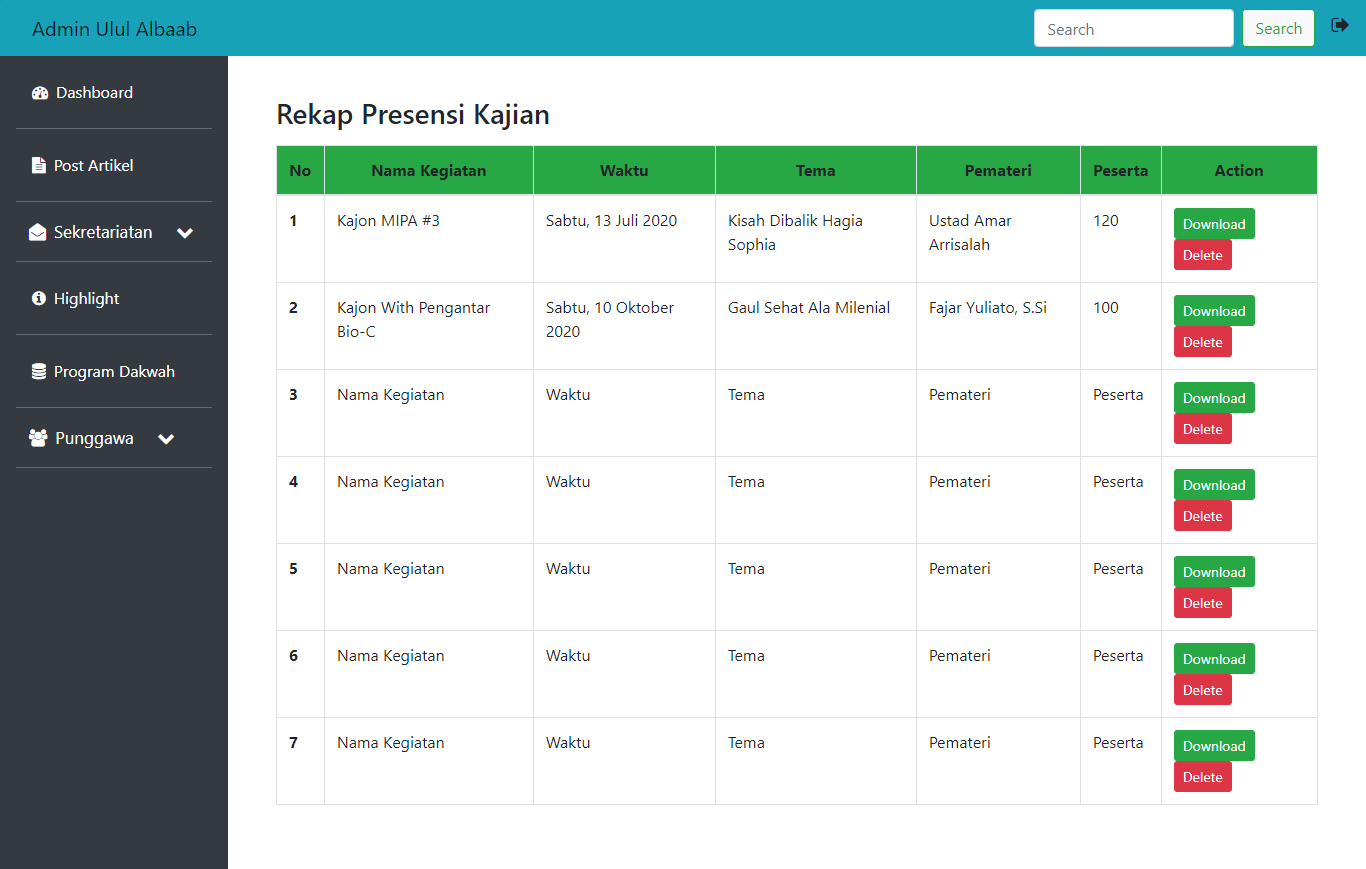 Admin Ulul Albaab
Search
Search
Dashboard
Post Artikel
Sekretariatan
Highlight
Program Dakwah
Punggawa
Rekap Presensi Kajian
No Nama Kegiatan Waktu Tema Pemateri Peserta Action
1 Kajon MIPA #3 Sabtu, 13 Juli 2020 Kisah Dibalik Hagia Ustad Amar 120 Download
Sophia Arrisalah
Delete
2 Kajon With Pengantar Sabtu, 10 Oktober Gaul Sehat Ala Milenial Fajar Yuliato, S.Si 100 Download
Bio-C 2020
Delete
3 Nama Kegiatan Waktu Tema Pemateri Peserta Download
Delete
4 Nama Kegiatan Waktu Tema Pemateri Peserta Download
Delete
5 Nama Kegiatan Waktu Tema Pemateri Peserta Download
Delete
6 Nama Kegiatan Waktu Tema Pemateri Peserta Download
Delete
7 Nama Kegiatan Waktu Tema Pemateri Peserta Download
Delete